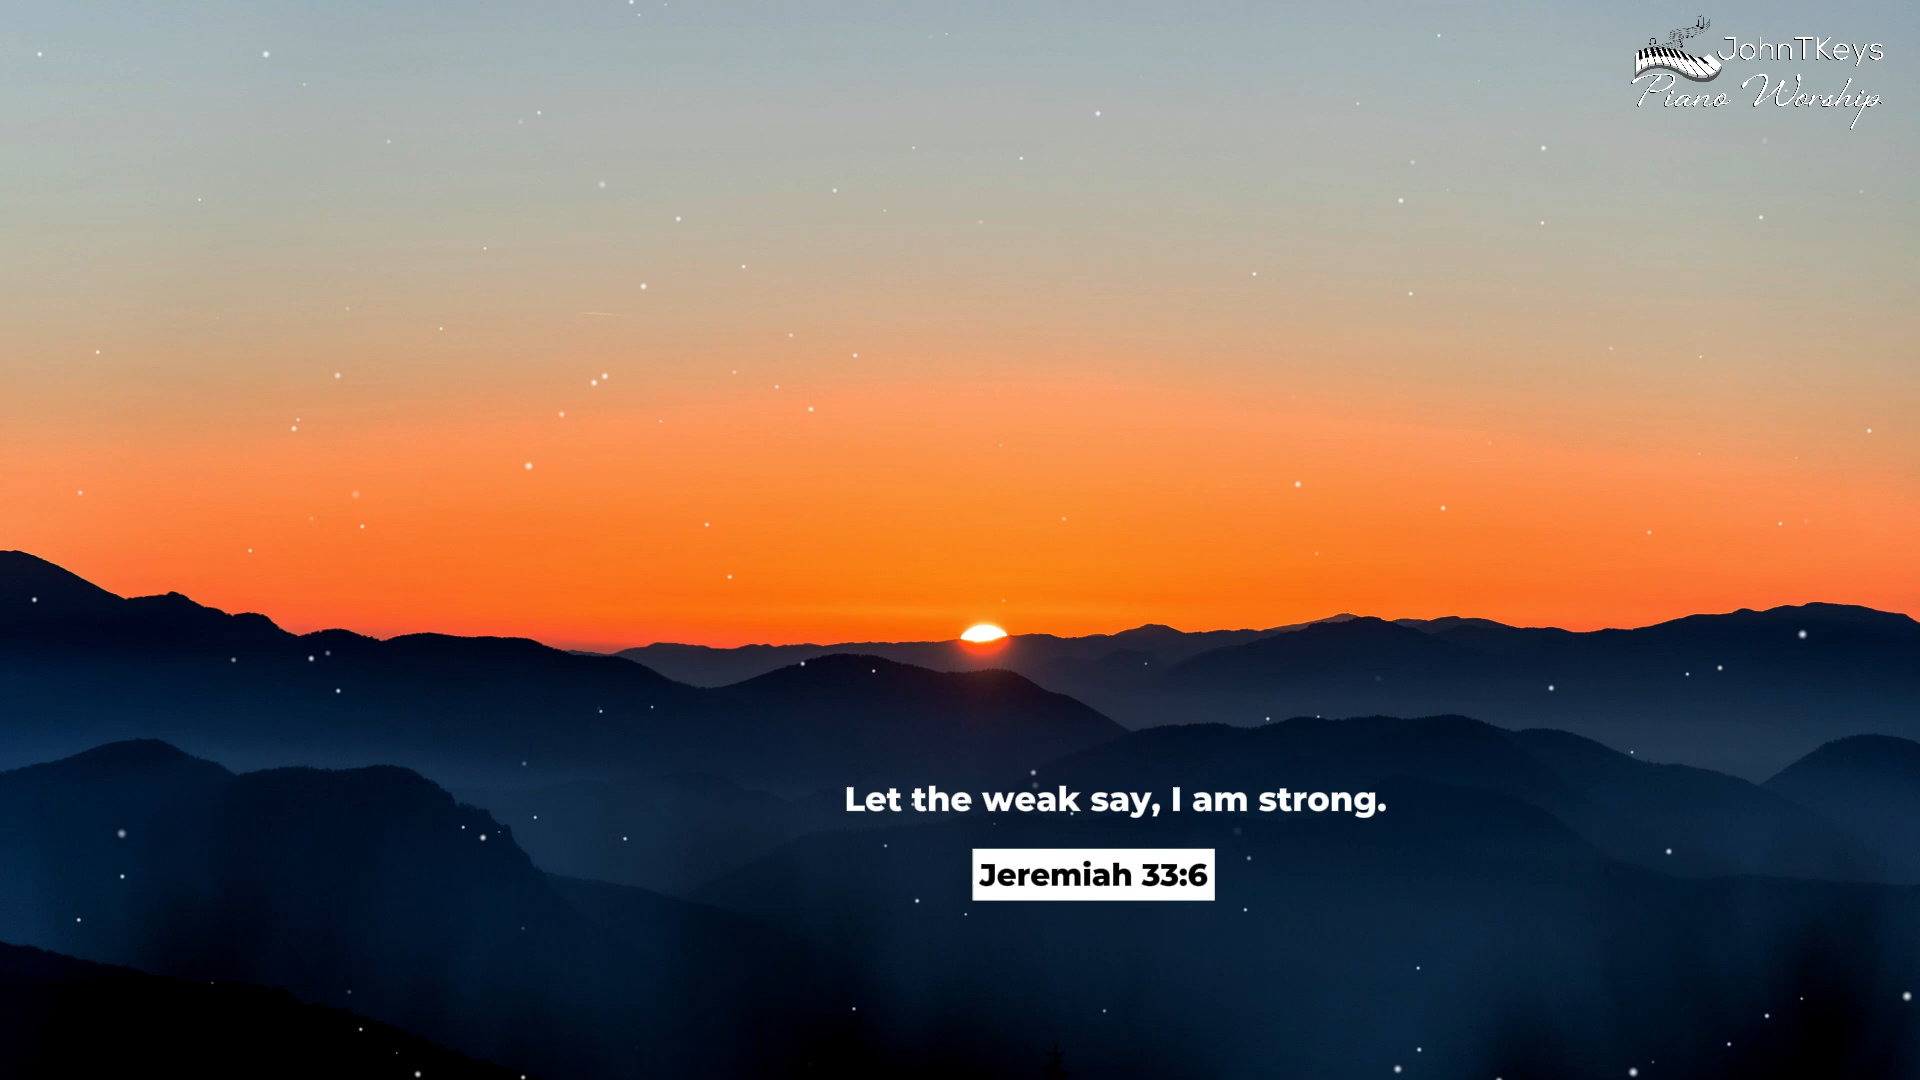 JohnTKeys
Piano Worship
Let the weak say, I am strong.
Jeremiah 33:6